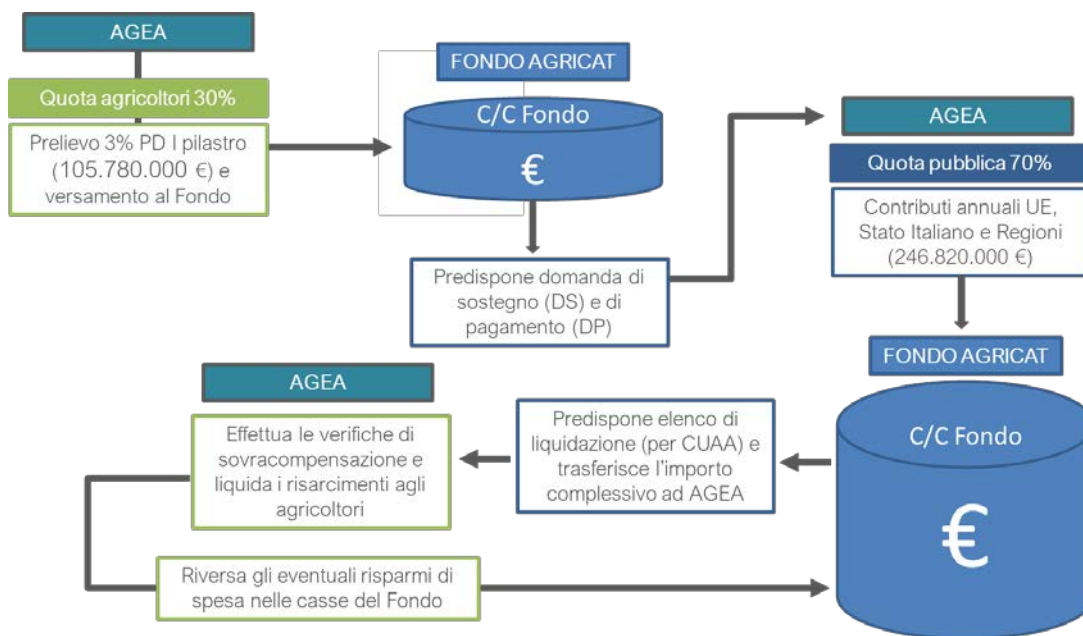 AGEA
Quota agricoltori 30%
Prelievo 3% PD I pilastro
(105.780.000 €) e
versamento al Fondo
FONDO AGRICAT
C/C Fondo
€
Predispone domanda di
sostegno (DS) e di
pagamento (DP)
AGEA
Quota pubblica 70%
Contributi annuali UE,
Stato Italiano e Regioni
(246.820.000 €)
FONDO AGRICAT
C/C Fondo
€
Predispone elenco di
liquidazione (per CUAA) e
trasferisce l'importo
complessivo ad AGEA
AGEA
Effettua le verifiche di
sovracompensazione e
liquida i risarcimenti agli
agricoltori
Riversa gli eventuali risparmi di
spesa nelle casse del Fondo